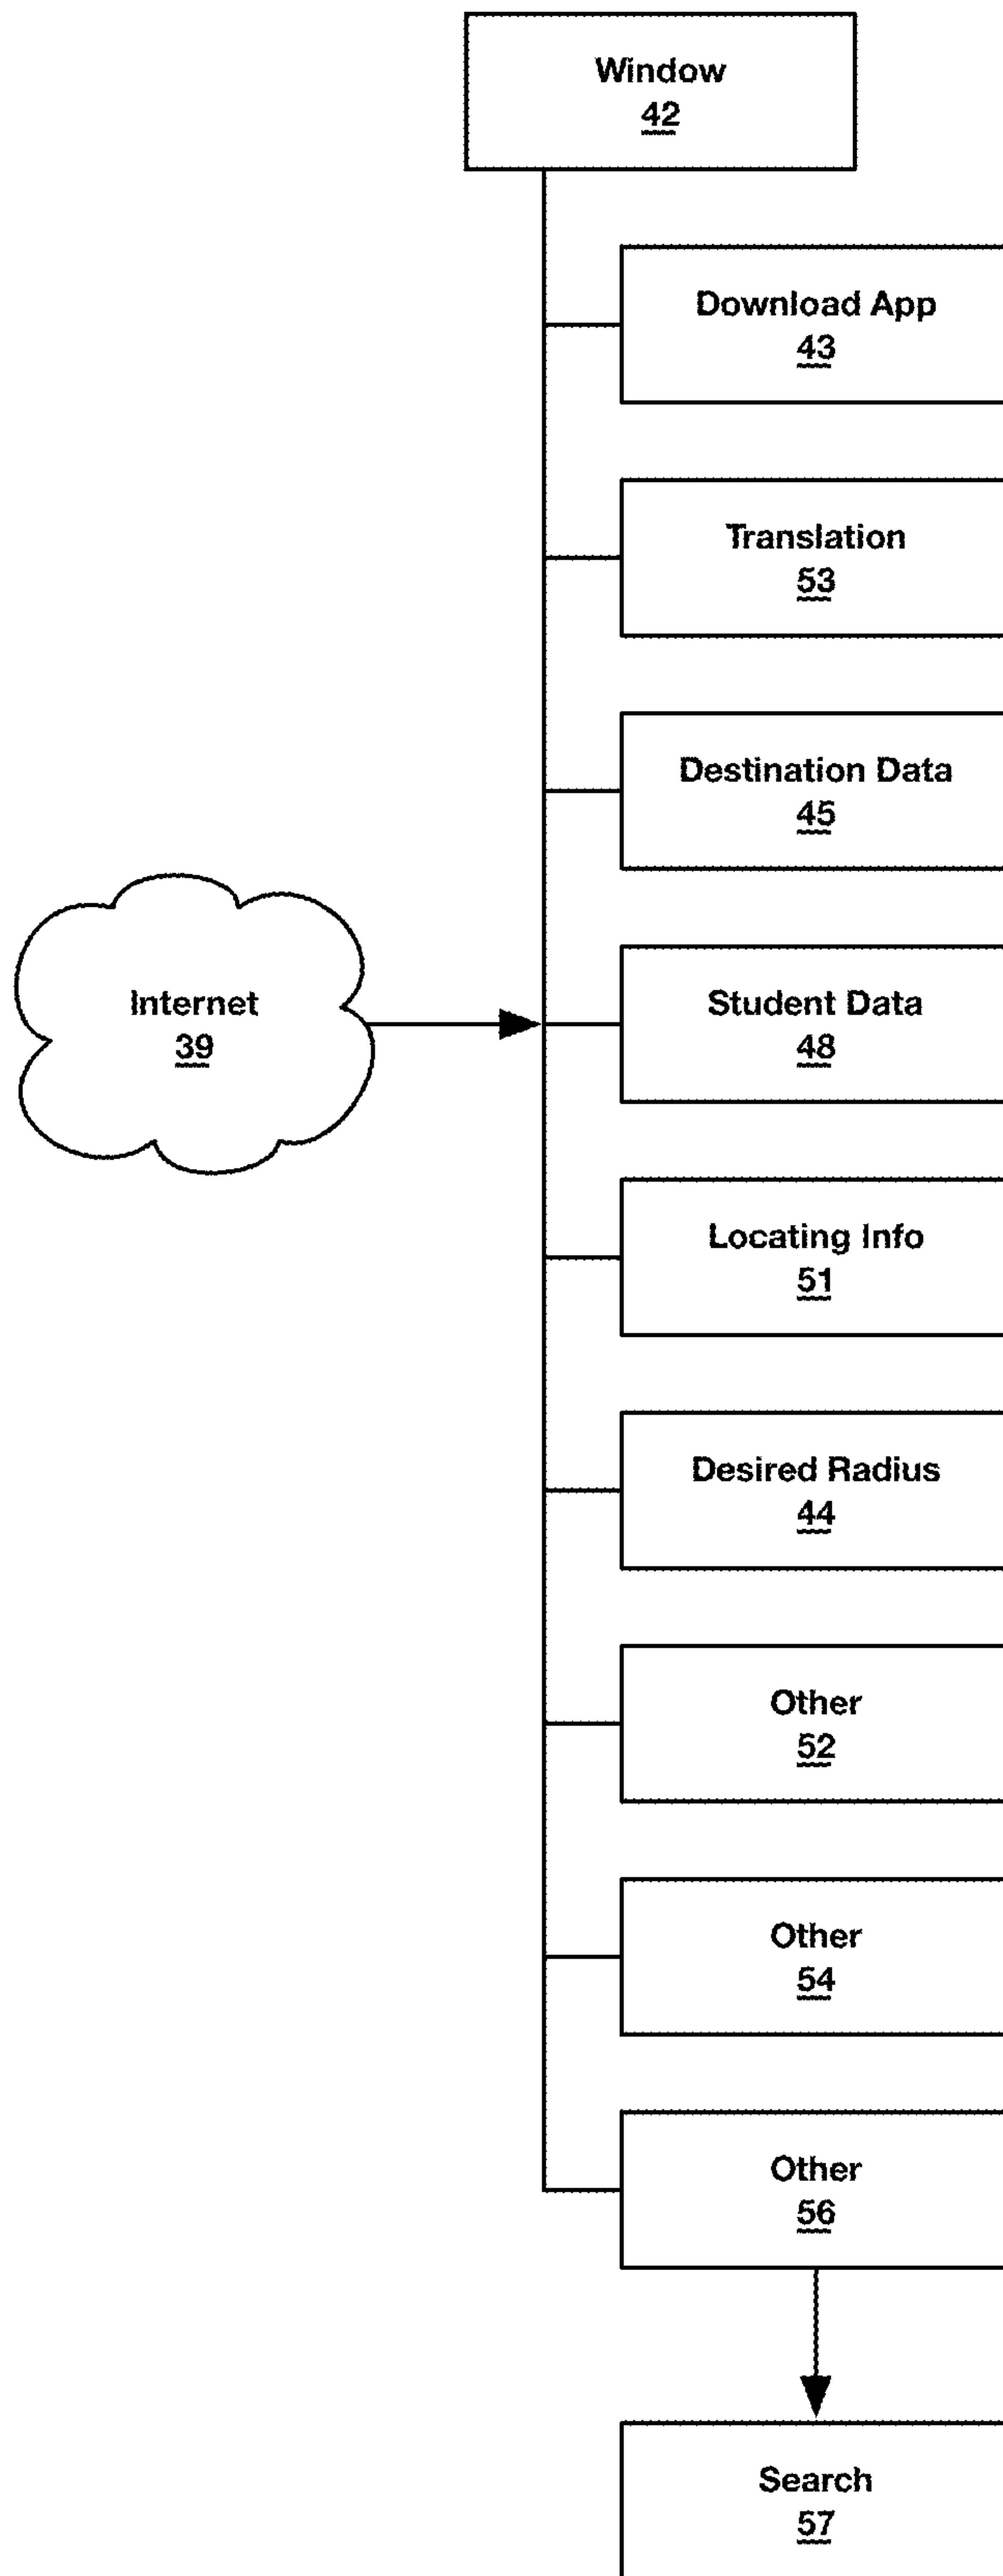 Window
42
Download App
43
Translation
53
Destination Data
45
Internet
39
Student Data
48
Locating Info
51
Desired Radius
44
Other
52
Other
54
Other
56
Search
57